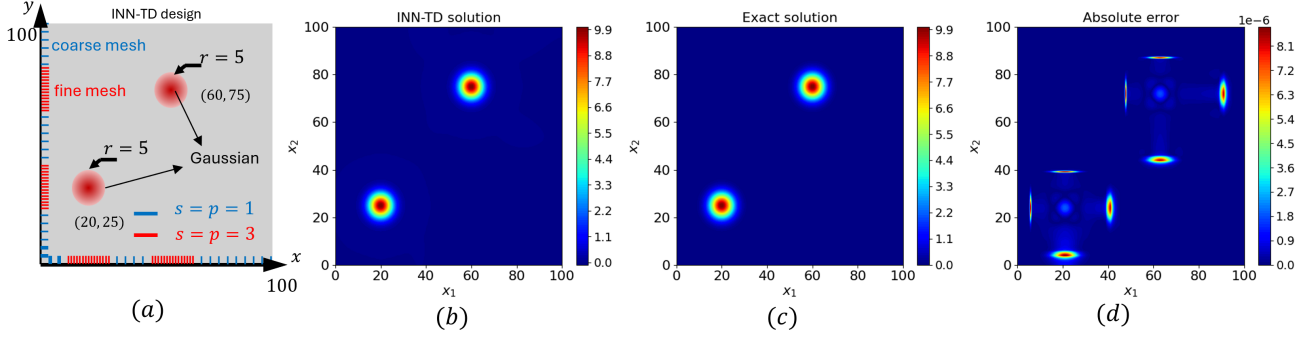 y
INN-TD design
100
coarse mesh
r = 5
fine mesh
(60,75)
r = 5
Gaussian
(20,25)
s = p = 1
s = p = 3
x
100
(a)
INN-TD solution
100
80
60
40
20
0
x₂
0 20 40 60 80 100
x₁
9.9
8.8
7.7
6.6
5.5
4.4
3.3
2.2
1.1
0.0
(b)
Exact solution
100
80
60
40
20
0
x₂
0 20 40 60 80 100
x₁
9.9
8.8
7.7
6.6
5.5
4.4
3.3
2.2
1.1
0.0
(c)
Absolute error
1e-6
100
80
60
40
20
0
x₂
0 20 40 60 80 100
x₁
8.1
7.2
6.3
5.4
4.5
3.6
2.7
1.8
0.9
0.0
(d)